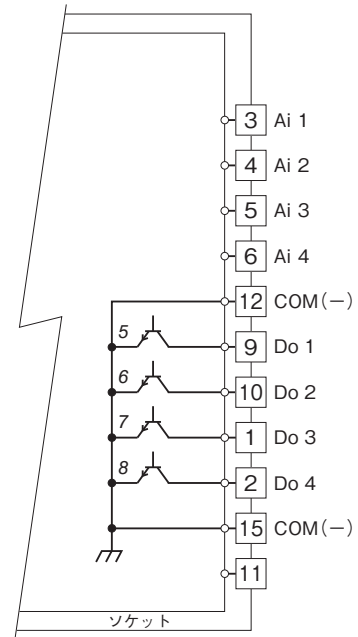 3 Ai 1
4 Ai 2
5 Ai 3
6 Ai 4
12 COM(−)
5 9 Do 1
6 10 Do 2
7 1 Do 3
8 2 Do 4
15 COM(−)
11
ソケット